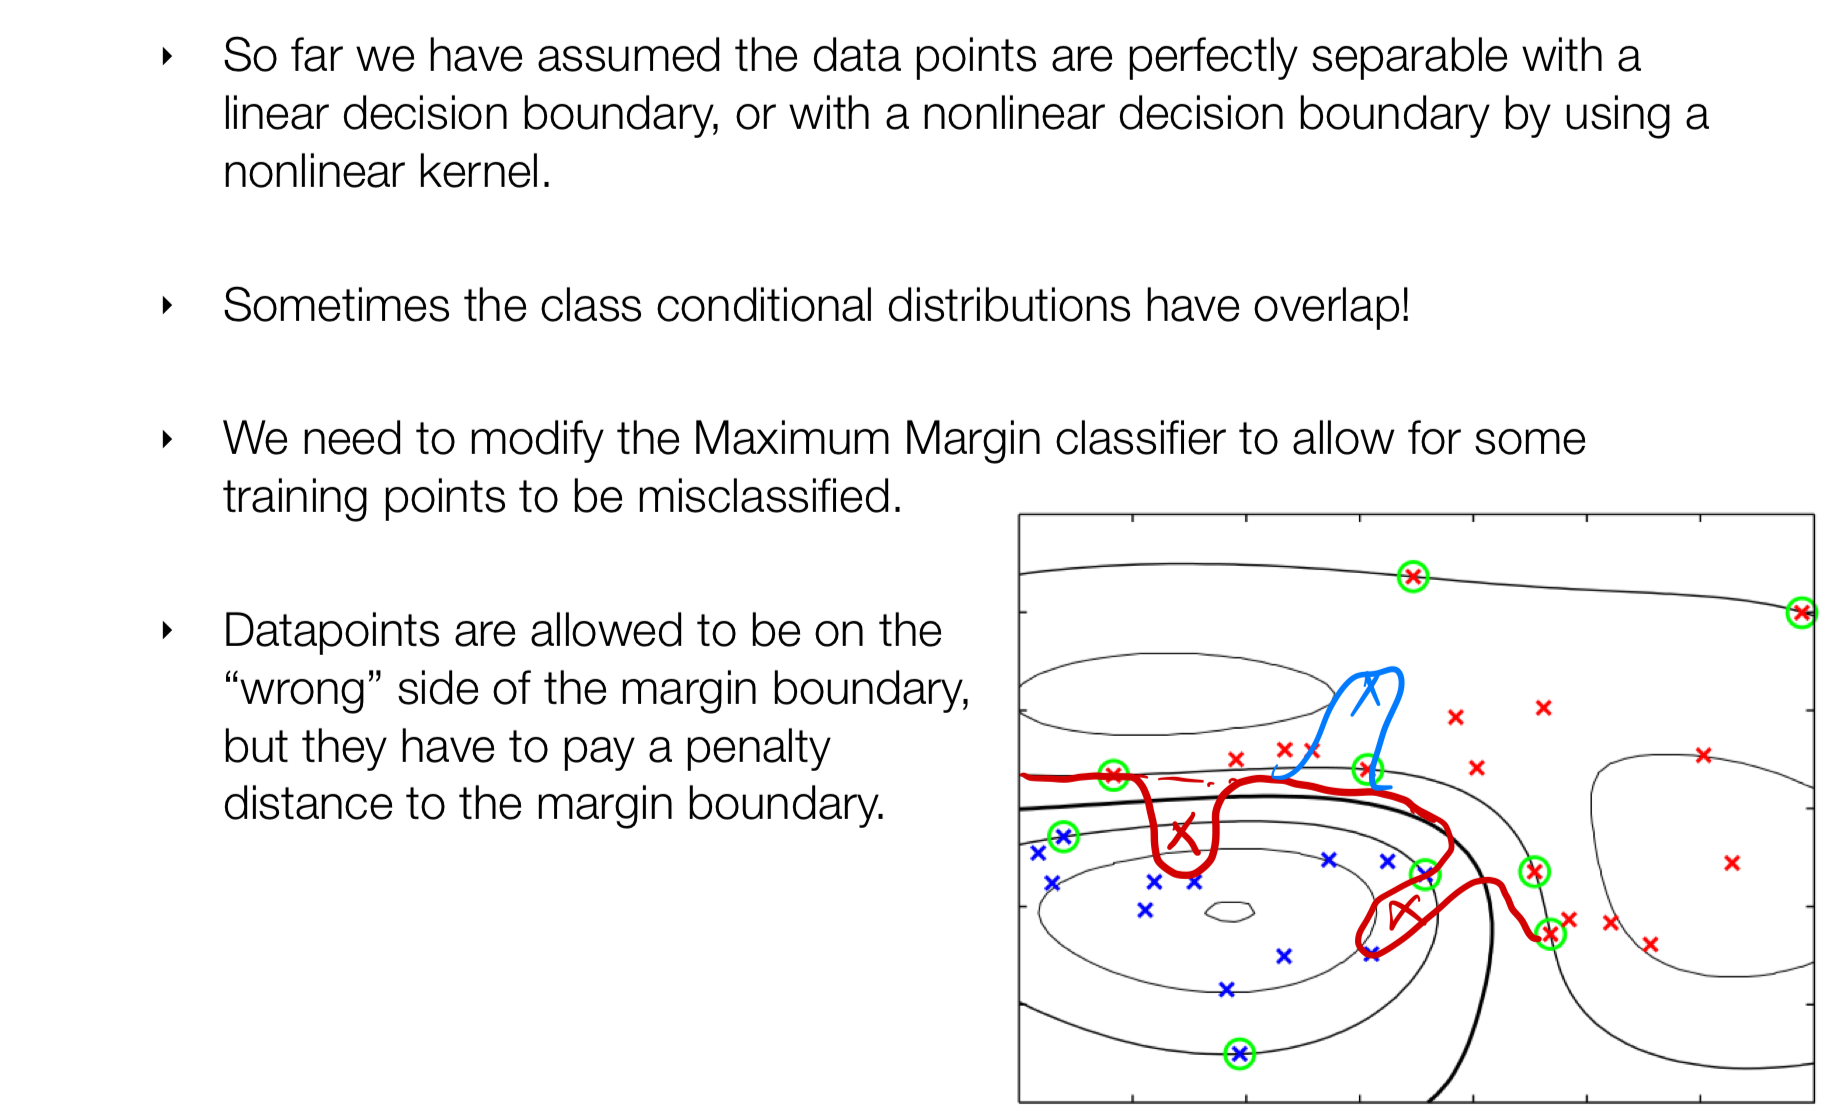 ‣ So far we have assumed the data points are perfectly separable with a
linear decision boundary, or with a nonlinear decision boundary by using a
nonlinear kernel.
‣ Sometimes the class conditional distributions have overlap!
‣ We need to modify the Maximum Margin classifier to allow for some
training points to be misclassified.
‣ Datapoints are allowed to be on the
“wrong” side of the margin boundary,
but they have to pay a penalty
distance to the margin boundary.